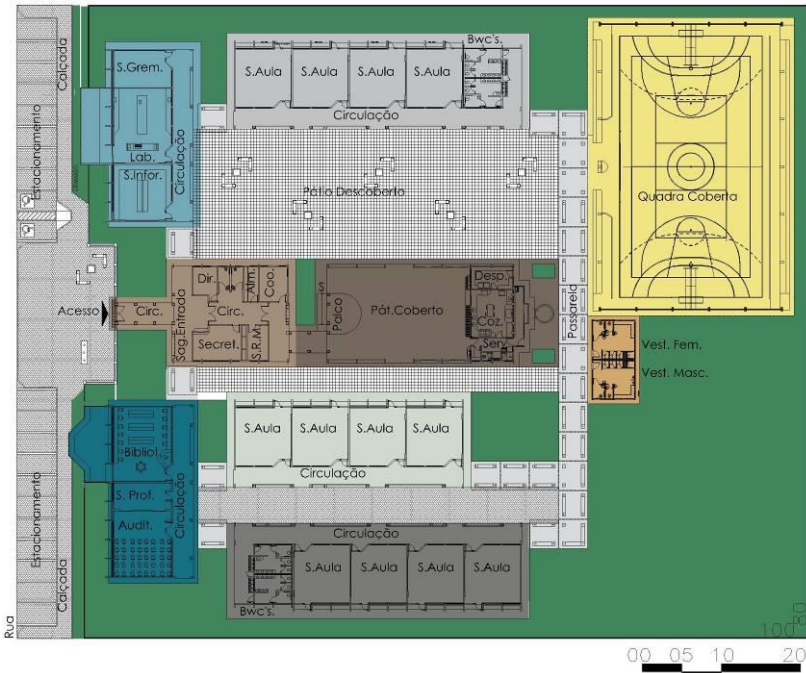 Calçada
Estacionamento
S.Grem.
Lab.
S.Infor.
Circulação
S.Aula
S.Aula
S.Aula
S.Aula
Bwc's.
Circulação
Pátio Descoberto
Quadra Coberta
Acesso
Circ.
Sag.Entrada
Dir.
Alm.
Coo.
Circ.
Secret.
S.R.M.
S
Palco
Pát.Coberto
Desp.
Coz.
Serv.
Passarela
Vest. Fem.
Vest. Masc.
Bibliot.
S. Prof.
Audit.
Circulação
S.Aula
S.Aula
S.Aula
S.Aula
Circulação
Circulação
S.Aula
S.Aula
S.Aula
S.Aula
Bwc's.
Estacionamento
Calçada
Rua
100
80
00 05 10 20